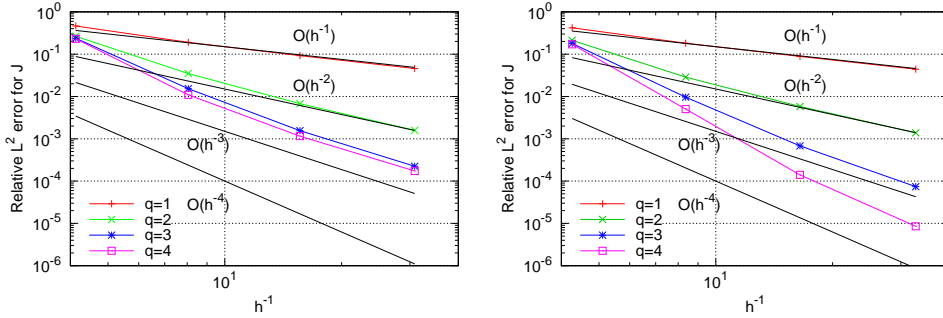 10^0
10^-1
10^-2
10^-3
10^-4
10^-5
10^-6
Relative L^2 error for J
O(h^-1)
O(h^-2)
O(h^-3)
O(h^-4)
q=1
q=2
q=3
q=4
10^1
h^-1
10^0
10^-1
10^-2
10^-3
10^-4
10^-5
10^-6
Relative L^2 error for J
O(h^-1)
O(h^-2)
O(h^-3)
O(h^-4)
q=1
q=2
q=3
q=4
10^1
h^-1